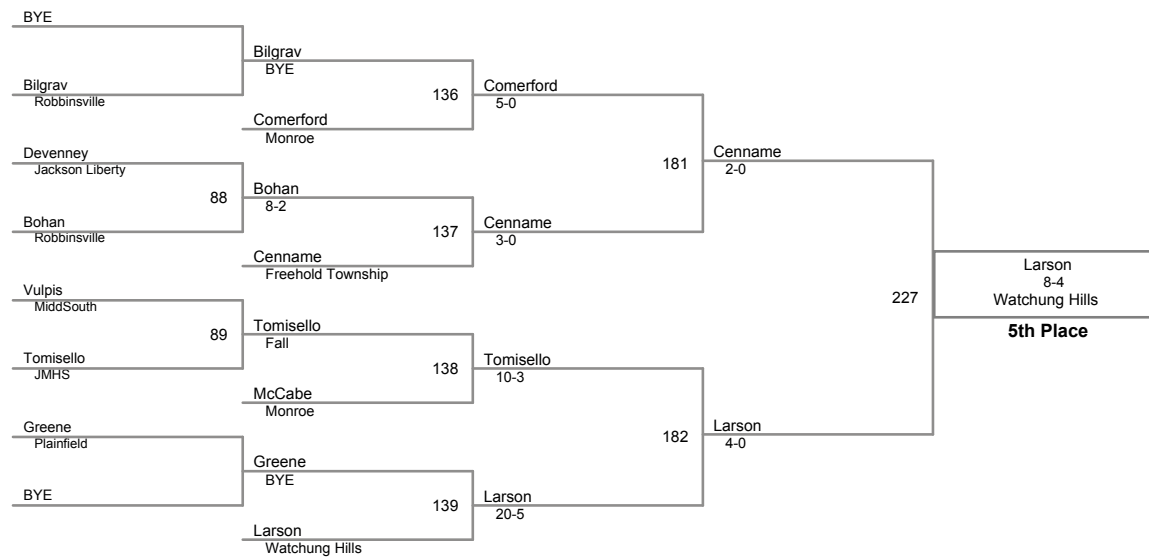 BYE
Bilgrav
BYE
Bilgrav
Robbinsville
136
Comerford
5-0
Comerford
Monroe
Devenney
Jackson Liberty
181
Cenname
2-0
88
Bohan
8-2
Bohan
Robbinsville
137
Cenname
3-0
Cenname
Freehold Township
Vulpis
MiddSouth
227
Larson
8-4
Watchung Hills
5th Place
89
Tomisello
Fall
Tomisello
JMHS
138
Tomisello
10-3
McCabe
Monroe
Greene
Plainfield
182
Larson
4-0
Greene
BYE
BYE
139
Larson
20-5
Larson
Watchung Hills